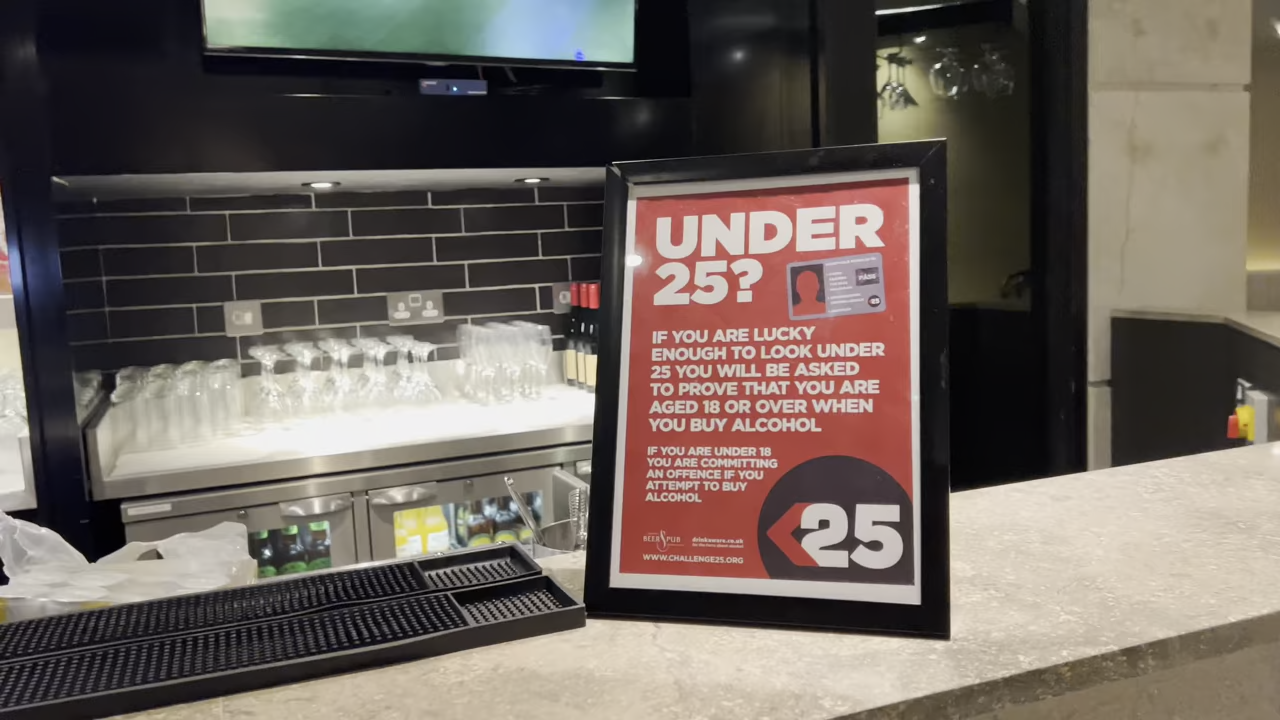 UNDER
25?
PASS
25
IF YOU ARE LUCKY
ENOUGH TO LOOK UNDER
25 YOU WILL BE ASKED
TO PROVE THAT YOU ARE
AGED 18 OR OVER WHEN
YOU BUY ALCOHOL
IF YOU ARE UNDER 18
YOU ARE COMMITTING
AN OFFENCE IF YOU
ATTEMPT TO BUY
ALCOHOL
25
BEER PUB
drinkaware.co.uk
WWW.CHALLENGE25.ORG